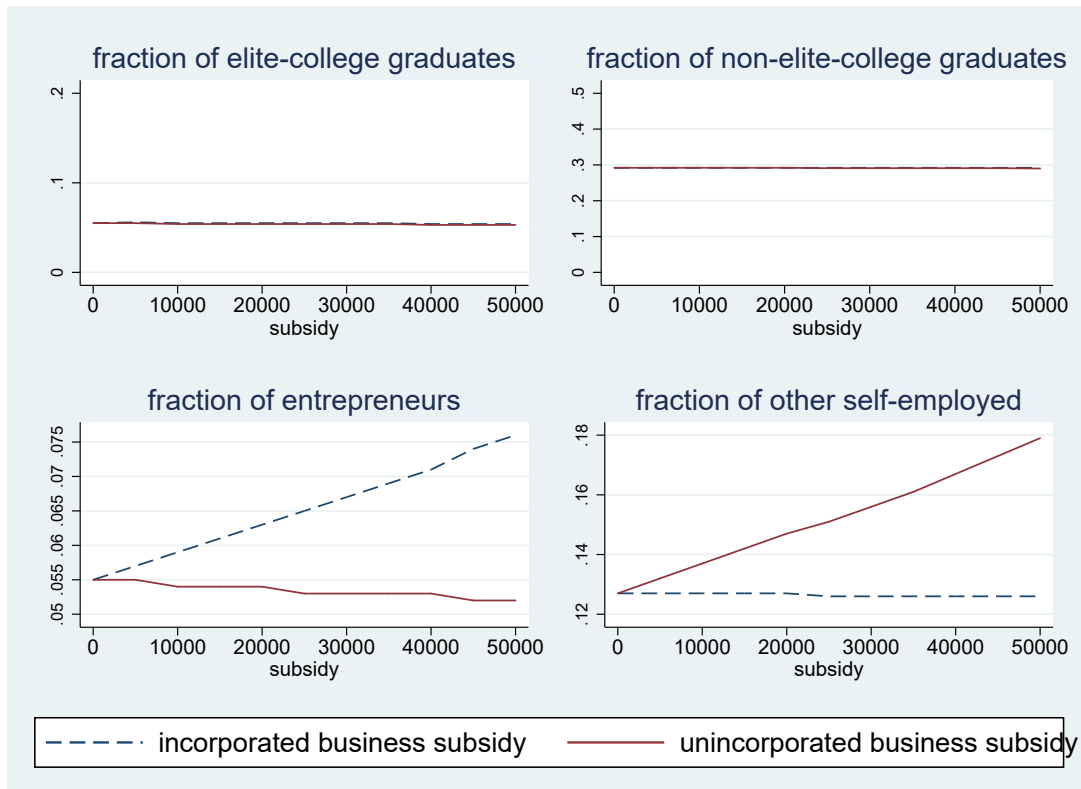 fraction of elite-college graduates
.2
.1
0
0 10000 20000 30000 40000 50000
subsidy
fraction of non-elite-college graduates
.5
.4
.3
.2
.1
0
0 10000 20000 30000 40000 50000
subsidy
fraction of entrepreneurs
.075
.07
.065
.06
.055
.05
0 10000 20000 30000 40000 50000
subsidy
fraction of other self-employed
.18
.16
.14
.12
0 10000 20000 30000 40000 50000
subsidy
incorporated business subsidy
unincorporated business subsidy